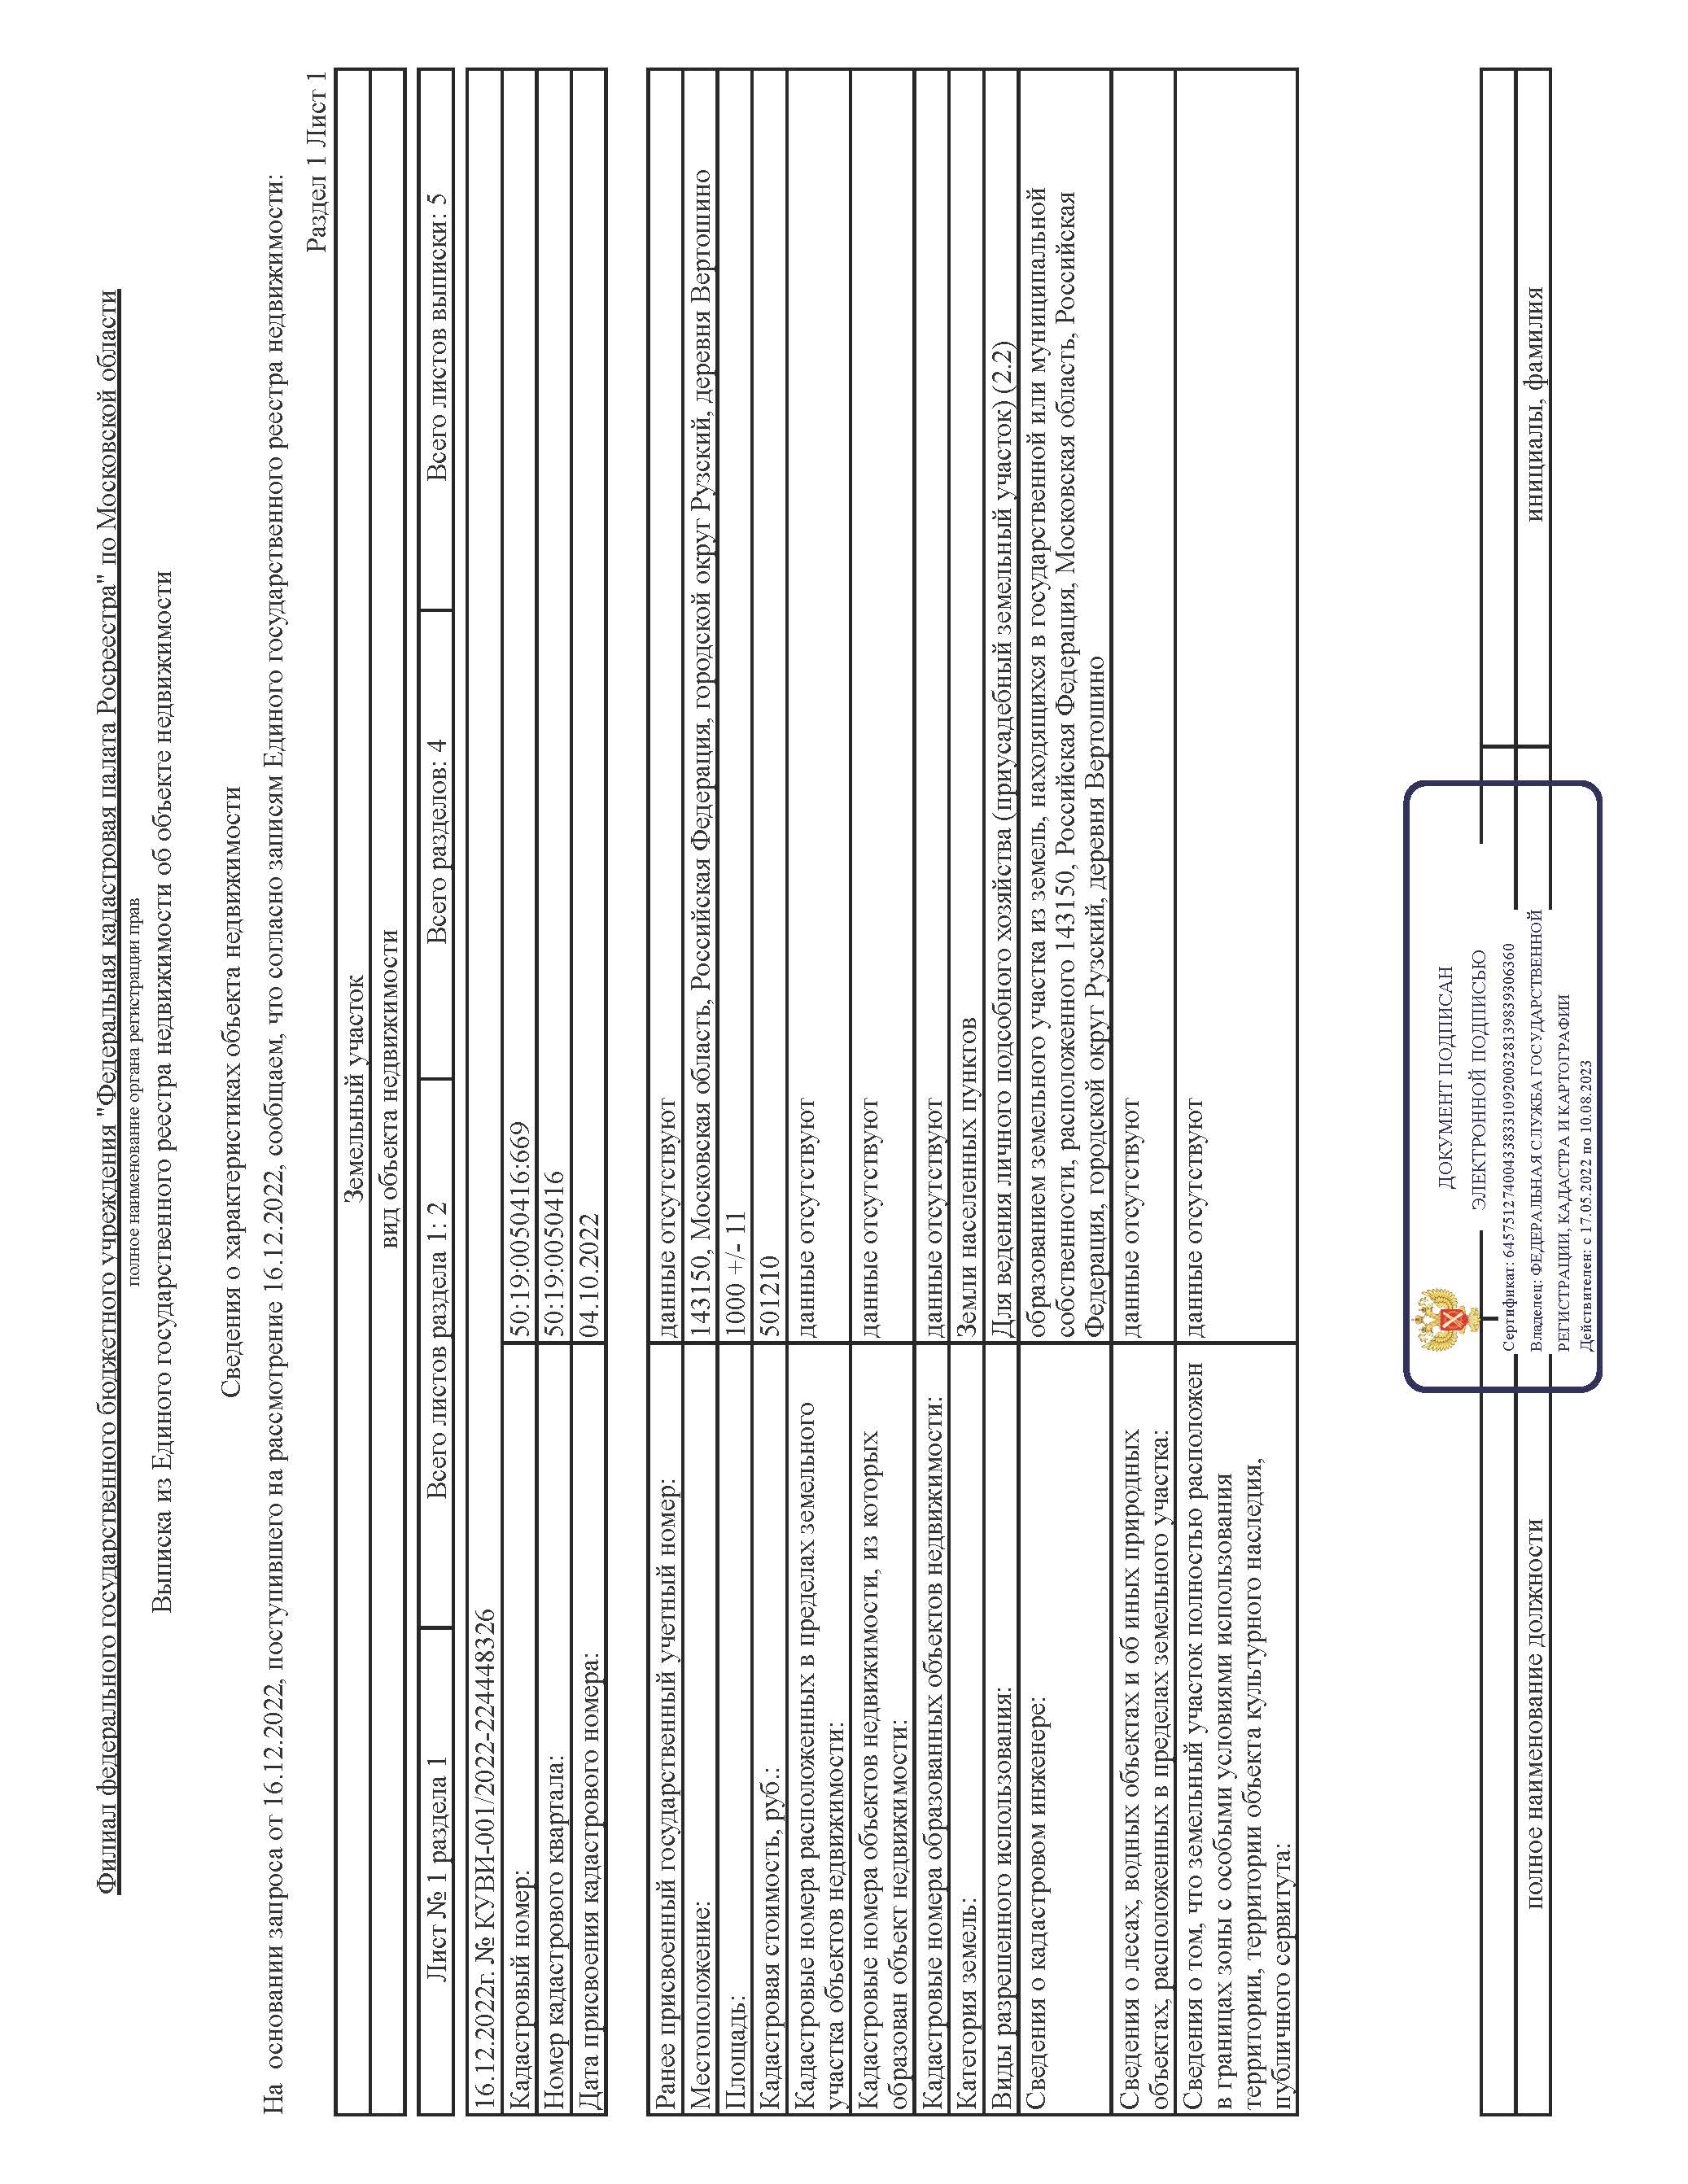 Филиал федерального государственного бюджетного учреждения "Федеральная кадастровая палата Росреестра" по Московской области
полное наименование органа регистрации прав
Выписка из Единого государственного реестра недвижимости об объекте недвижимости
Сведения о характеристиках объекта недвижимости
На основании запроса от 16.12.2022, поступившего на рассмотрение 16.12.2022, сообщаем, что согласно записям Единого государственного реестра недвижимости:
Раздел 1 Лист 1
Земельный участок
вид объекта недвижимости
Лист № 1 раздела 1 Всего листов раздела 1: 2 Всего разделов: 4 Всего листов выписки: 5
16.12.2022г. № КУВИ-001/2022-224448326
Кадастровый номер: 50:19:0050416:669
Номер кадастрового квартала: 50:19:0050416
Дата присвоения кадастрового номера: 04.10.2022
Ранее присвоенный государственный учетный номер: данные отсутствуют
Местоположение: 143150, Московская область, Российская Федерация, городской округ Рузский, деревня Вертошино
Площадь: 1000 +/- 11
Кадастровая стоимость, руб.: 501210
Кадастровые номера расположенных в пределах земельного данные отсутствуют
участка объектов недвижимости:
Кадастровые номера объектов недвижимости, из которых данные отсутствуют
образован объект недвижимости:
Кадастровые номера образованных объектов недвижимости: данные отсутствуют
Категория земель: Земли населенных пунктов
Виды разрешенного использования: Для ведения личного подсобного хозяйства (приусадебный земельный участок) (2.2)
Сведения о кадастровом инженере: образованием земельного участка из земель, находящихся в государственной или муниципальной
собственности, расположенного 143150, Российская Федерация, Московская область, Российская
Федерация, городской округ Рузский, деревня Вертошино
Сведения о лесах, водных объектах и об иных природных данные отсутствуют
объектах, расположенных в пределах земельного участка:
Сведения о том, что земельный участок полностью расположен данные отсутствуют
в границах зоны с особыми условиями использования
территории, территории объекта культурного наследия,
публичного сервитута:
ДОКУМЕНТ ПОДПИСАН
ЭЛЕКТРОННОЙ ПОДПИСЬЮ
Сертификат: 645751274004338331092003281398393063​60
Владелец: ФЕДЕРАЛЬНАЯ СЛУЖБА ГОСУДАРСТВЕННОЙ
РЕГИСТРАЦИИ, КАДАСТРА И КАРТОГРАФИИ
Действителен: с 17.05.2022 по 10.08.2023
полное наименование должности инициалы, фамилия